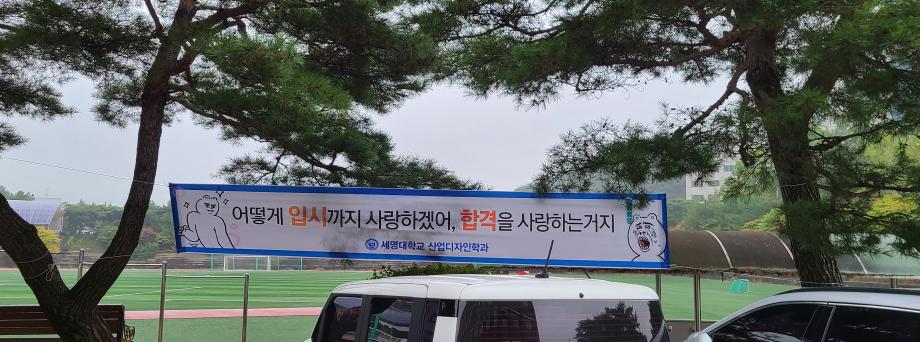 어떻게 입시까지 사랑하겠어, 합격을 사랑하는거지
세명대학교 산업디자인학과